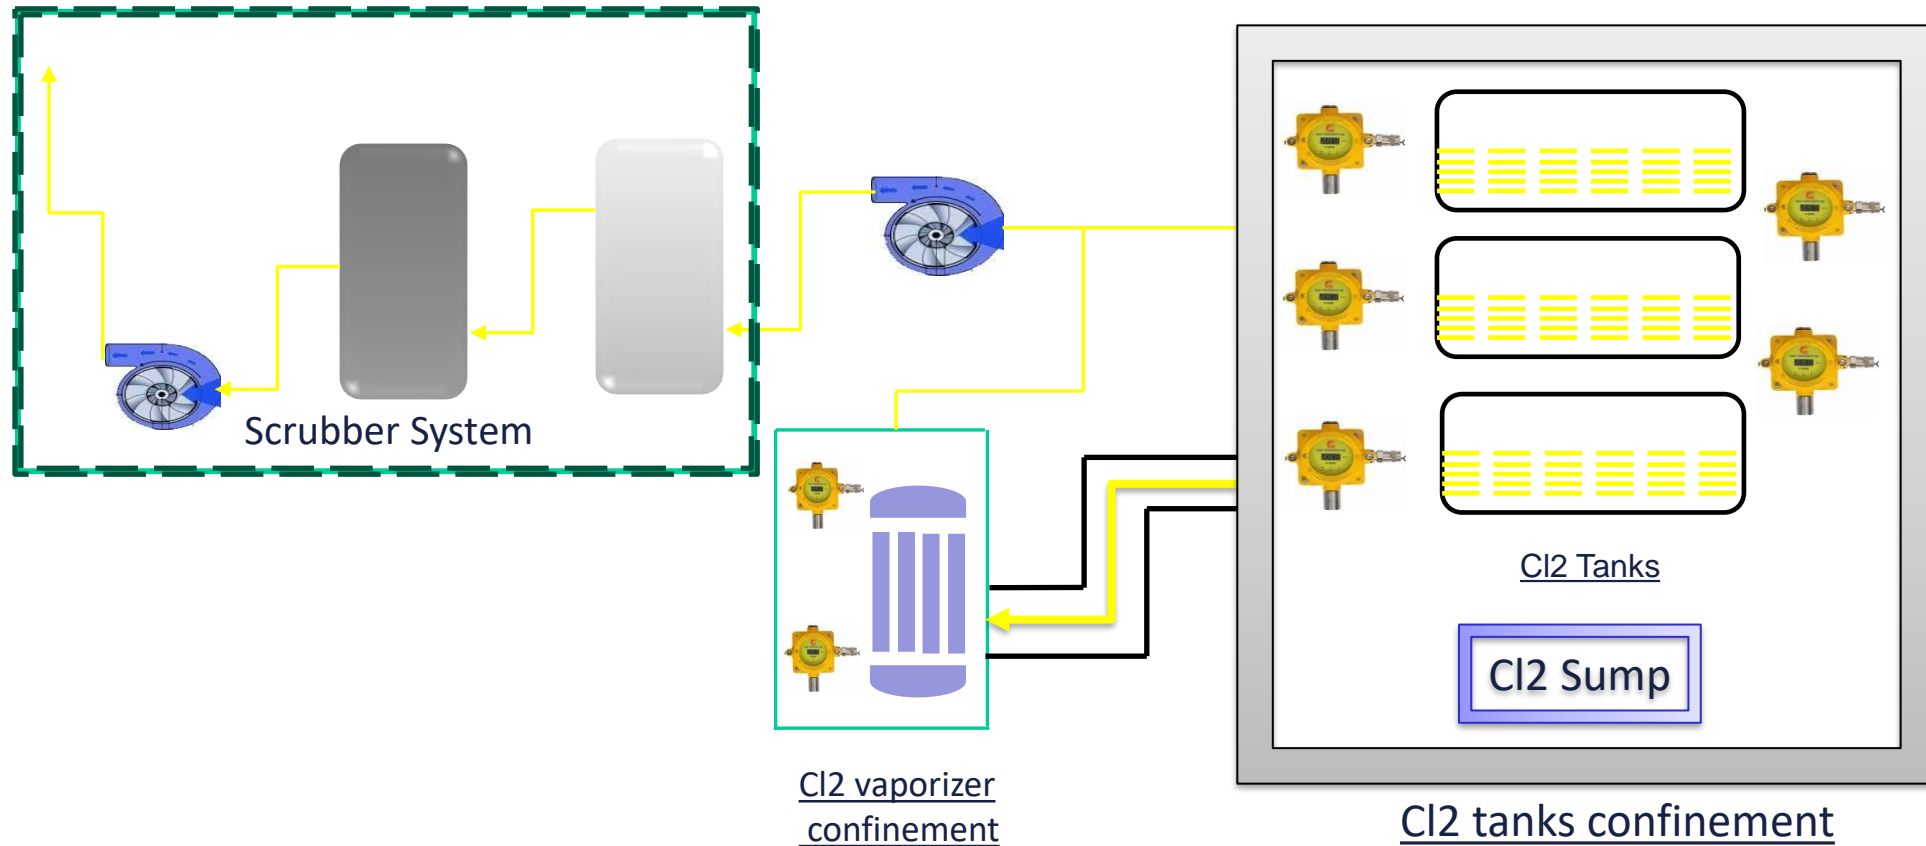 Scrubber System
Cl2 Tanks
Cl2 Sump
Cl2 vaporizer
confinement
Cl2 tanks confinement